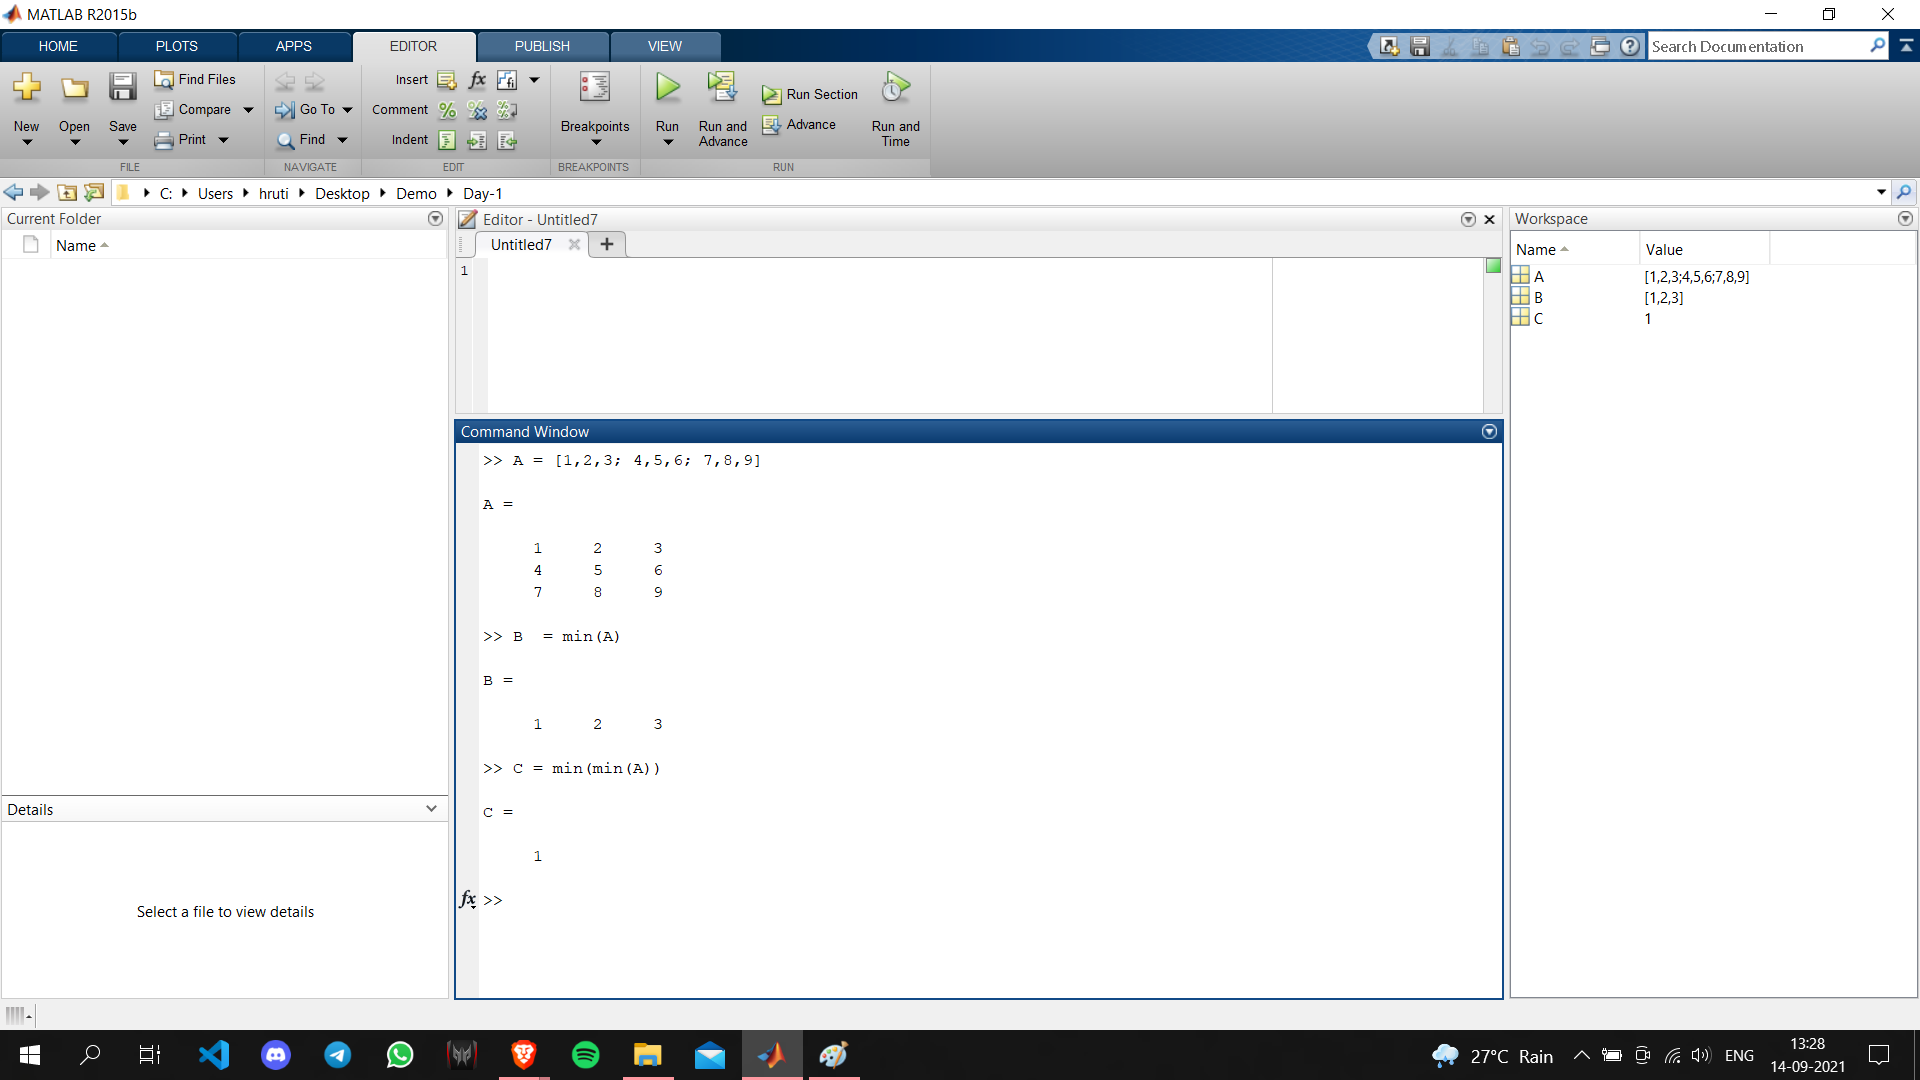 MATLAB R2015b
HOME PLOTS APPS EDITOR PUBLISH VIEW
Search Documentation
New
Open
Save
Find Files
Compare
Print
FILE
Go To
Find
NAVIGATE
Insert fx
Comment
Indent
EDIT
Breakpoints
BREAKPOINTS
Run
Run and
Advance
Run Section
Advance
Run and
Time
RUN
C: Users hruti Desktop Demo Day-1
Current Folder
Name
Details
Select a file to view details
Editor - Untitled7
Untitled7
1
Command Window
>> A = [1,2,3; 4,5,6; 7,8,9]
A =
1 2 3
4 5 6
7 8 9
>> B  = min(A)
B =
1 2 3
>> C = min(min(A))
C =
1
fx >>
Workspace
Name Value
A [1,2,3;4,5,6;7,8,9]
B [1,2,3]
C 1
27°C Rain
ENG
13:28
14-09-2021